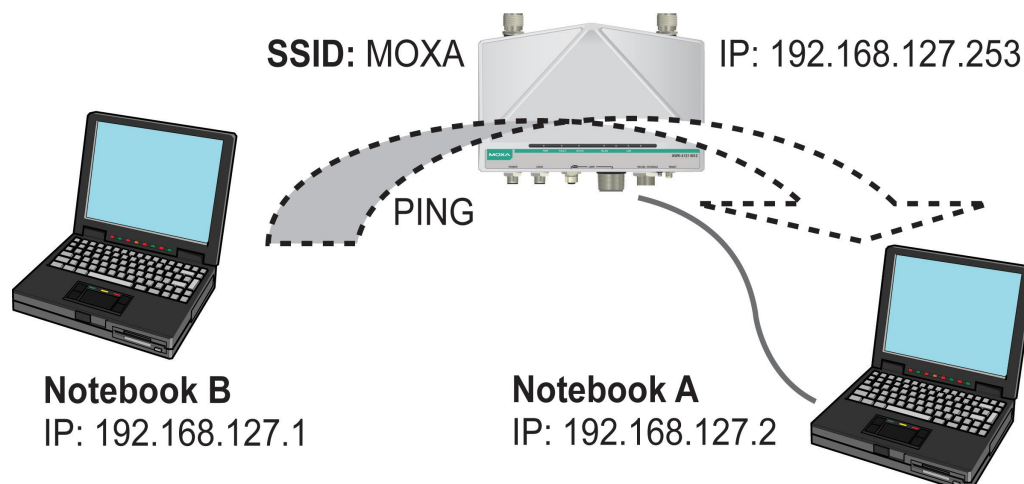 SSID: MOXA
IP: 192.168.127.253
MOXA
PING
Notebook B
IP: 192.168.127.1
Notebook A
IP: 192.168.127.2